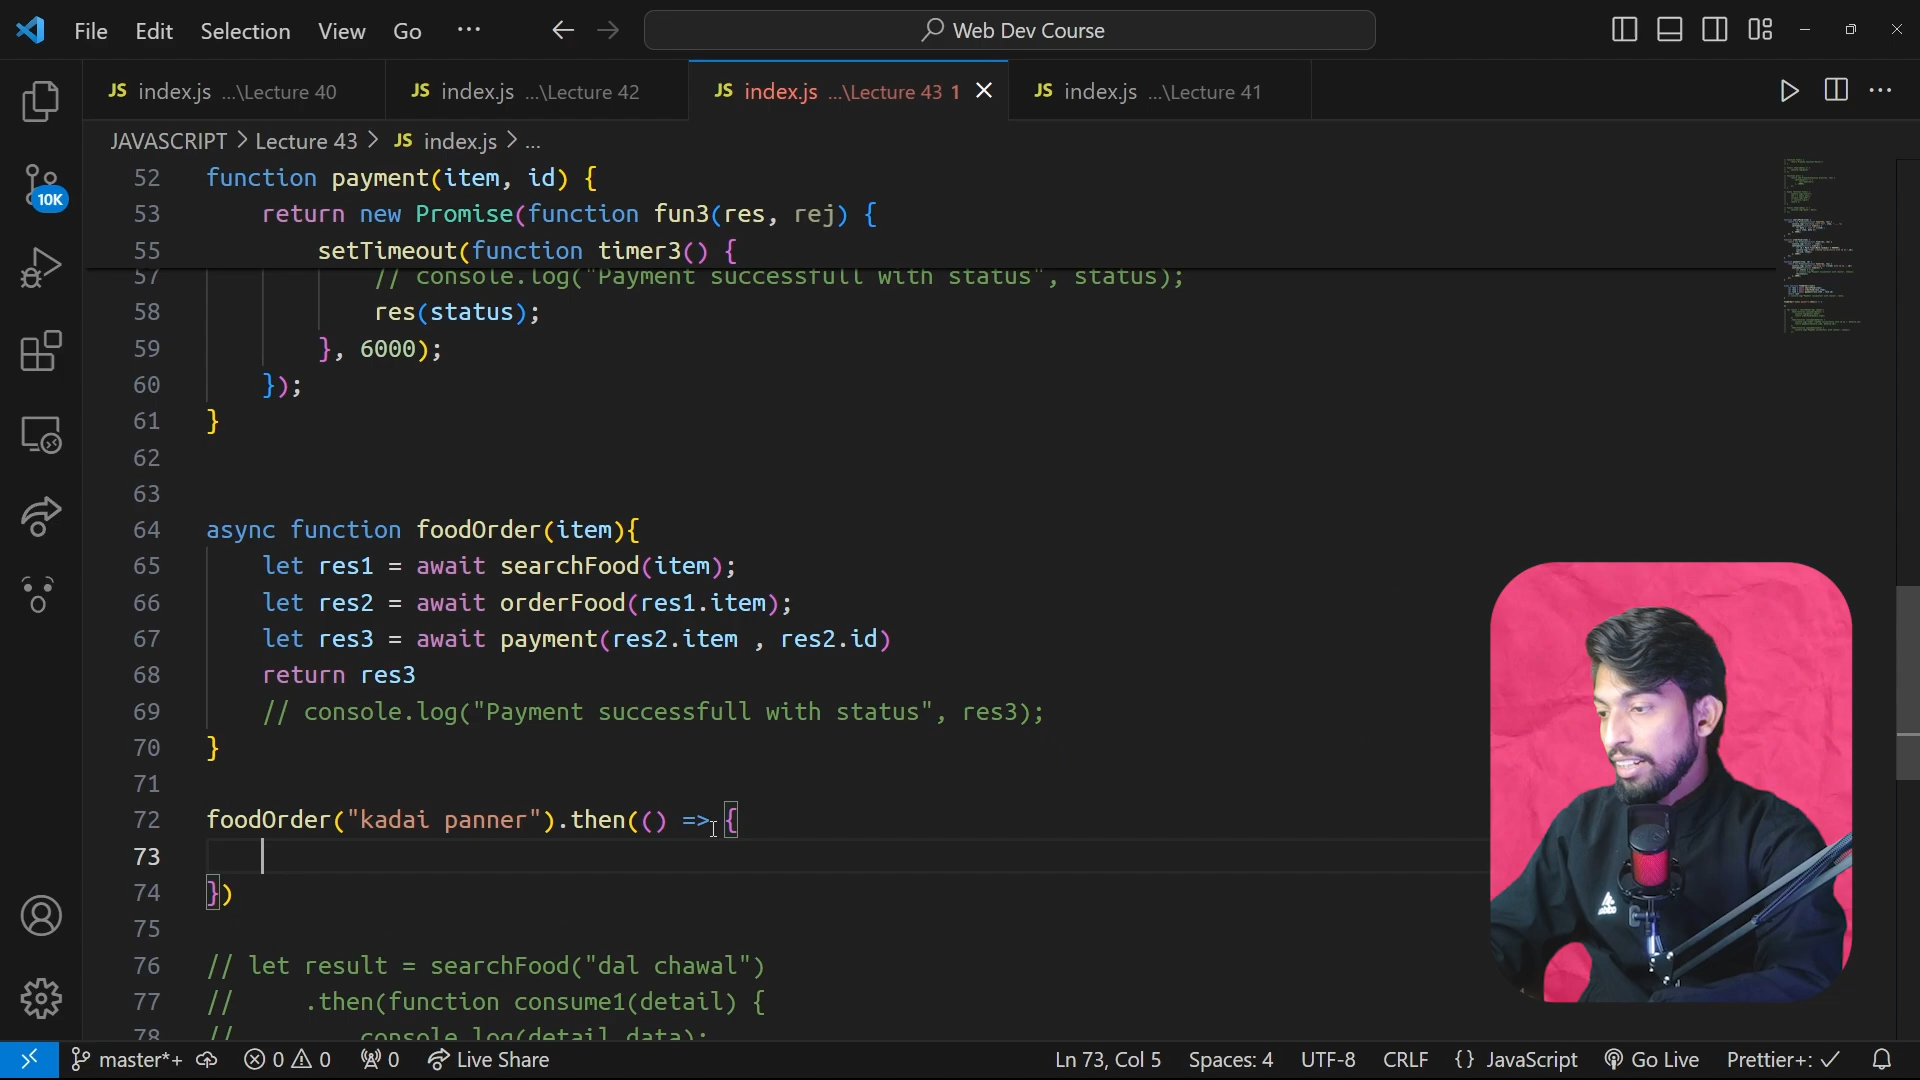 File Edit Selection View Go ··· Web Dev Course
JS index.js ...\Lecture 40 JS index.js ...\Lecture 42 JS index.js ...\Lecture 43 1 JS index.js ...\Lecture 41
JAVASCRIPT > Lecture 43 > JS index.js > ...
10K
52 function payment(item, id) {
53 return new Promise(function fun3(res, rej) {
55 setTimeout(function timer3() {
57 // console.log("Payment successfull with status", status);
58 res(status);
59 }, 6000);
60 });
61 }
62
63
64 async function foodOrder(item){
65 let res1 = await searchFood(item);
66 let res2 = await orderFood(res1.item);
67 let res3 = await payment(res2.item , res2.id)
68 return res3
69 // console.log("Payment successfull with status", res3);
70 }
71
72 foodOrder("kadai panner").then(() => {
73
74 })
75
76 // let result = searchFood("dal chawal")
77 // .then(function consume1(detail) {
78 // console.log(detail.data);
master*+ 0 0 0 Live Share Ln 73, Col 5 Spaces: 4 UTF-8 CRLF {} JavaScript Go Live Prettier+: ✓